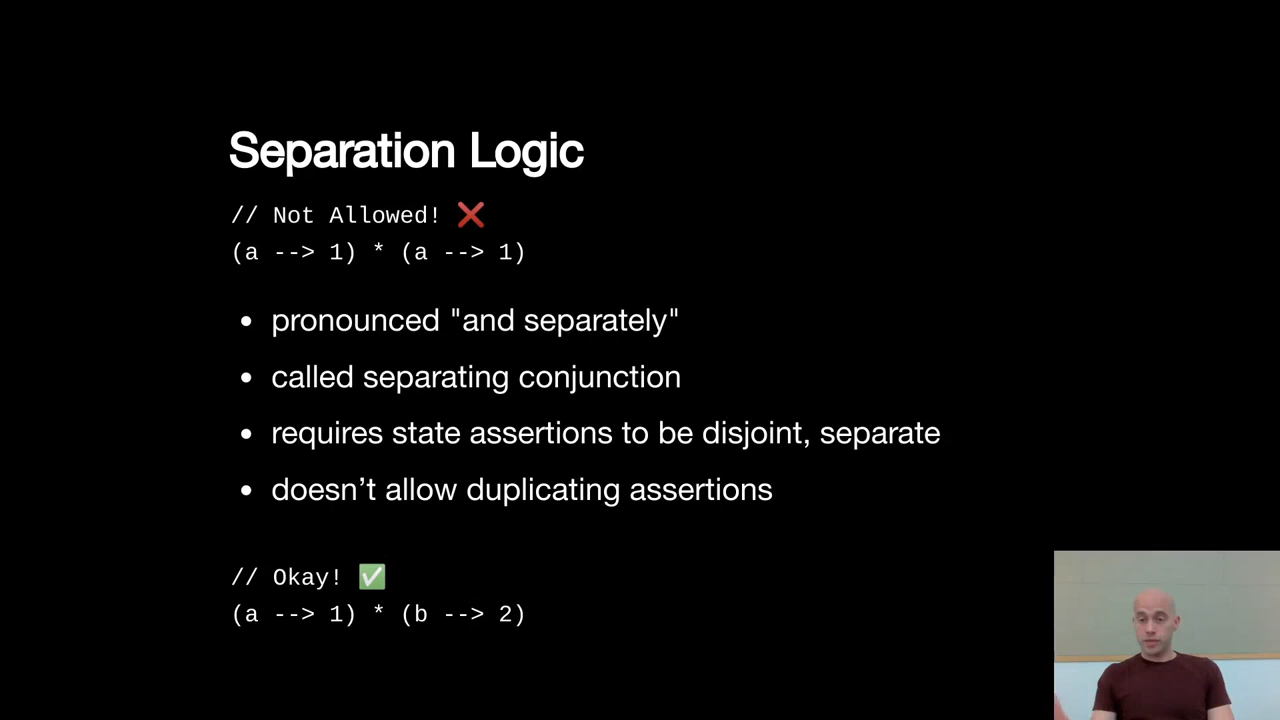 Separation Logic
// Not Allowed! ❌
(a --> 1) * (a --> 1)
• pronounced "and separately"
• called separating conjunction
• requires state assertions to be disjoint, separate
• doesn’t allow duplicating assertions
// Okay! ✅
(a --> 1) * (b --> 2)